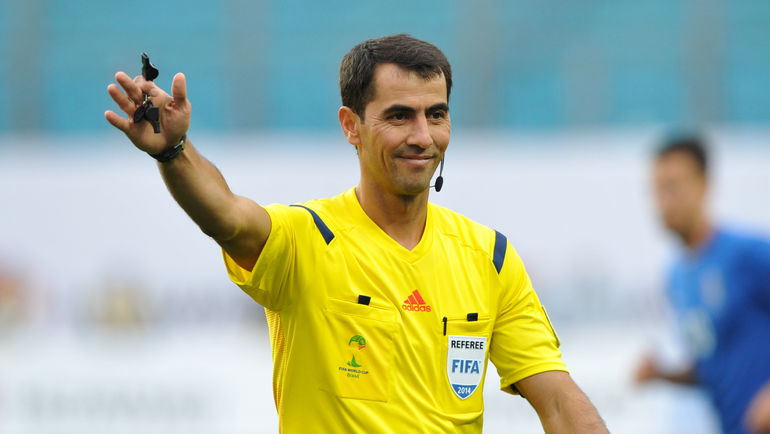 adidas
FIFA WORLD CUP
Brasil
REFEREE
FIFA
2014